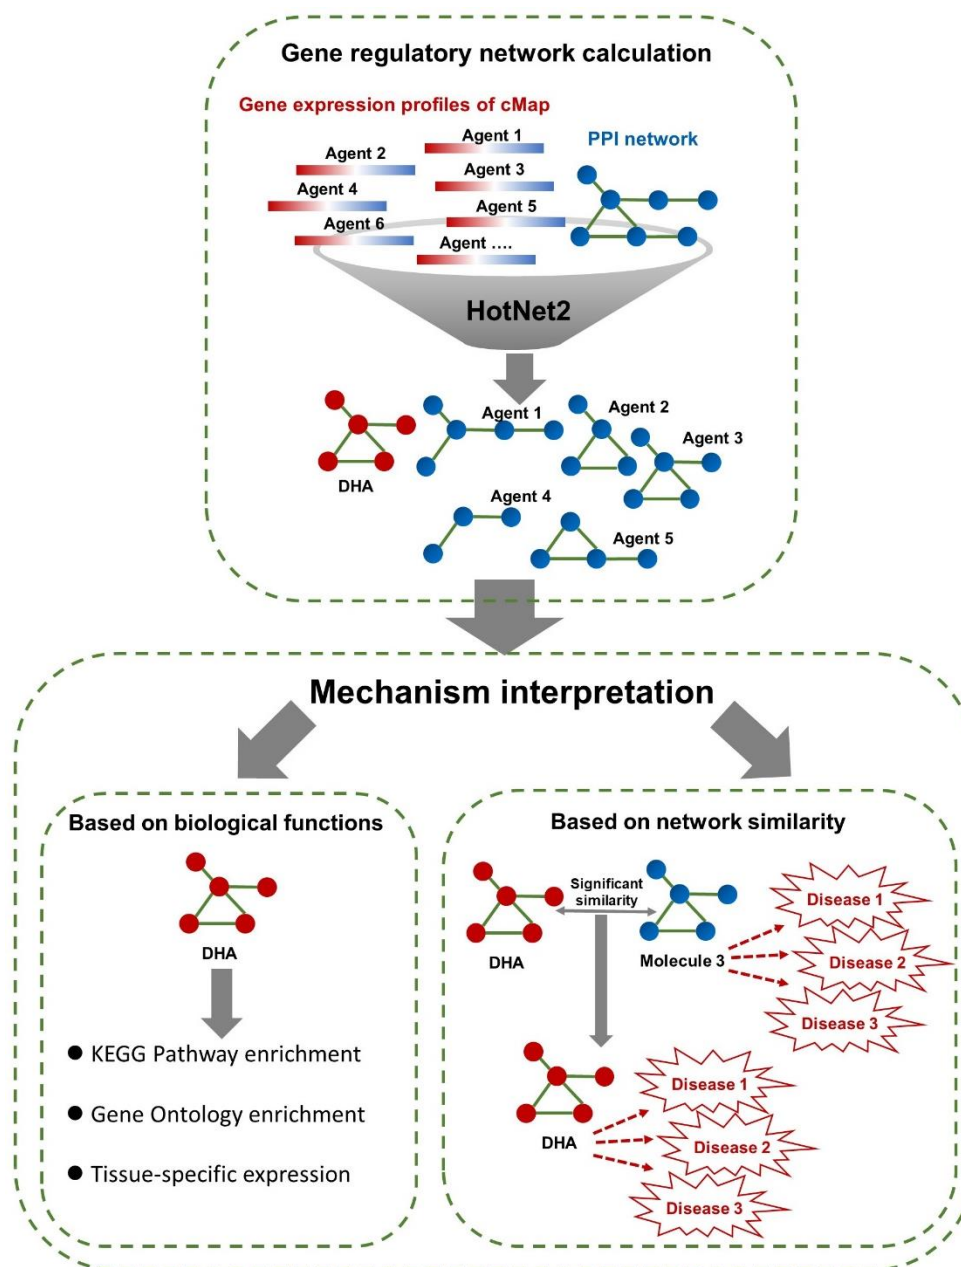 Gene regulatory network calculation
Gene expression profiles of cMap
Agent 1
PPI network
Agent 2
Agent 3
Agent 4
Agent 5
Agent 6
Agent ....
HotNet2
Agent 1
Agent 2
Agent 3
DHA
Agent 4
Agent 5
Mechanism interpretation
Based on biological functions
DHA
● KEGG Pathway enrichment
● Gene Ontology enrichment
● Tissue-specific expression
Based on network similarity
Significant
similarity
DHA
Molecule 3
Disease 1
Disease 2
Disease 3
DHA
Disease 1
Disease 2
Disease 3